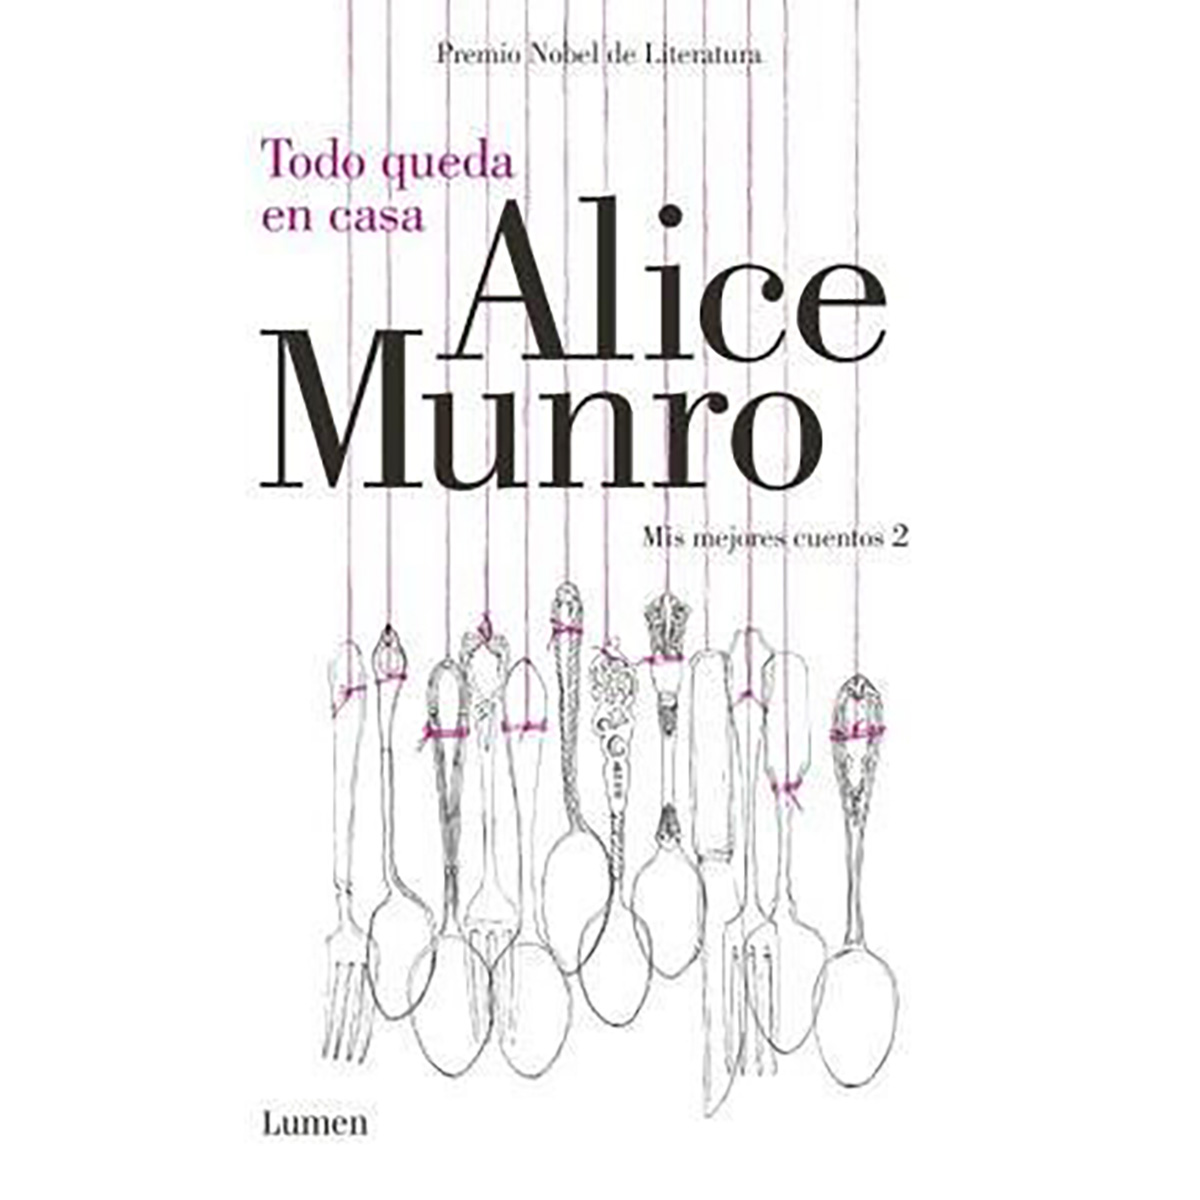 Premio Nobel de Literatura
Todo queda
en casa
Alice
Munro
Mis mejores cuentos 2
Lumen